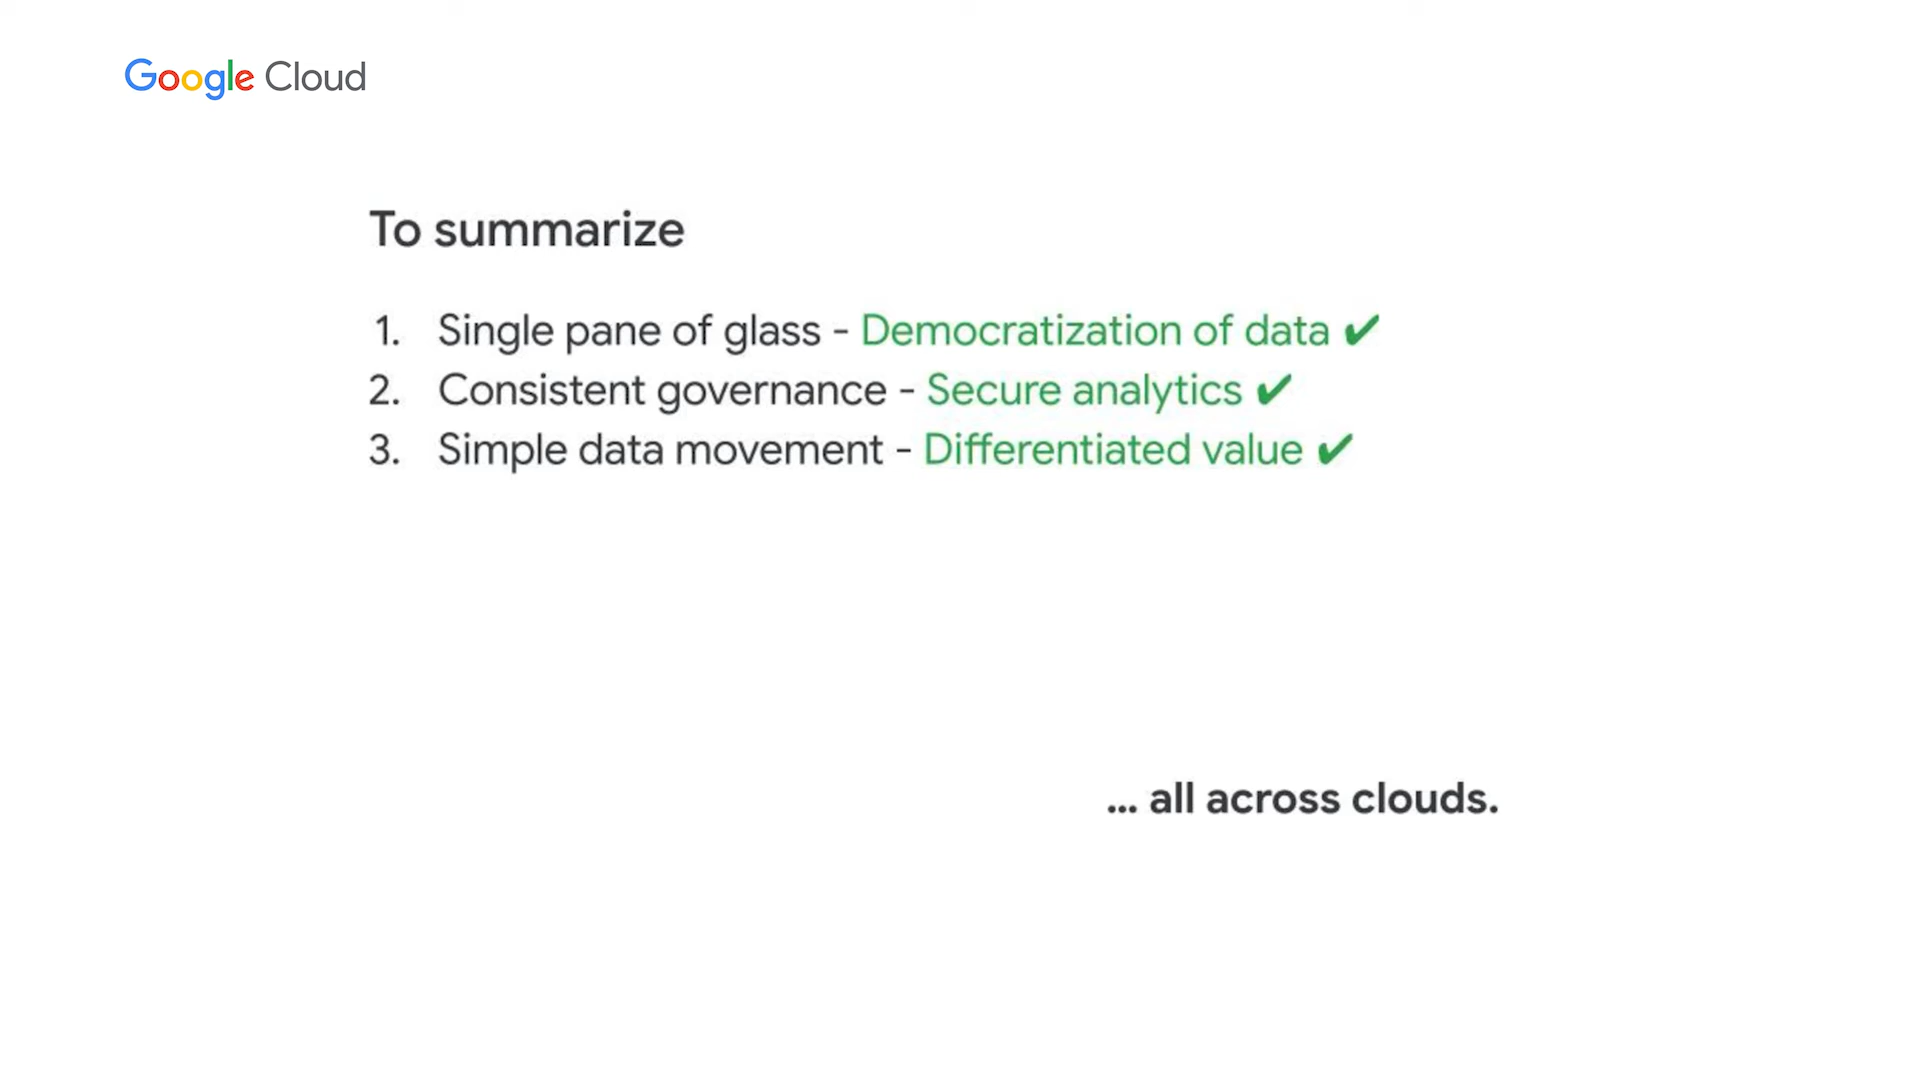 Google Cloud
To summarize
1. Single pane of glass - Democratization of data ✔
2. Consistent governance - Secure analytics ✔
3. Simple data movement - Differentiated value ✔
... all across clouds.